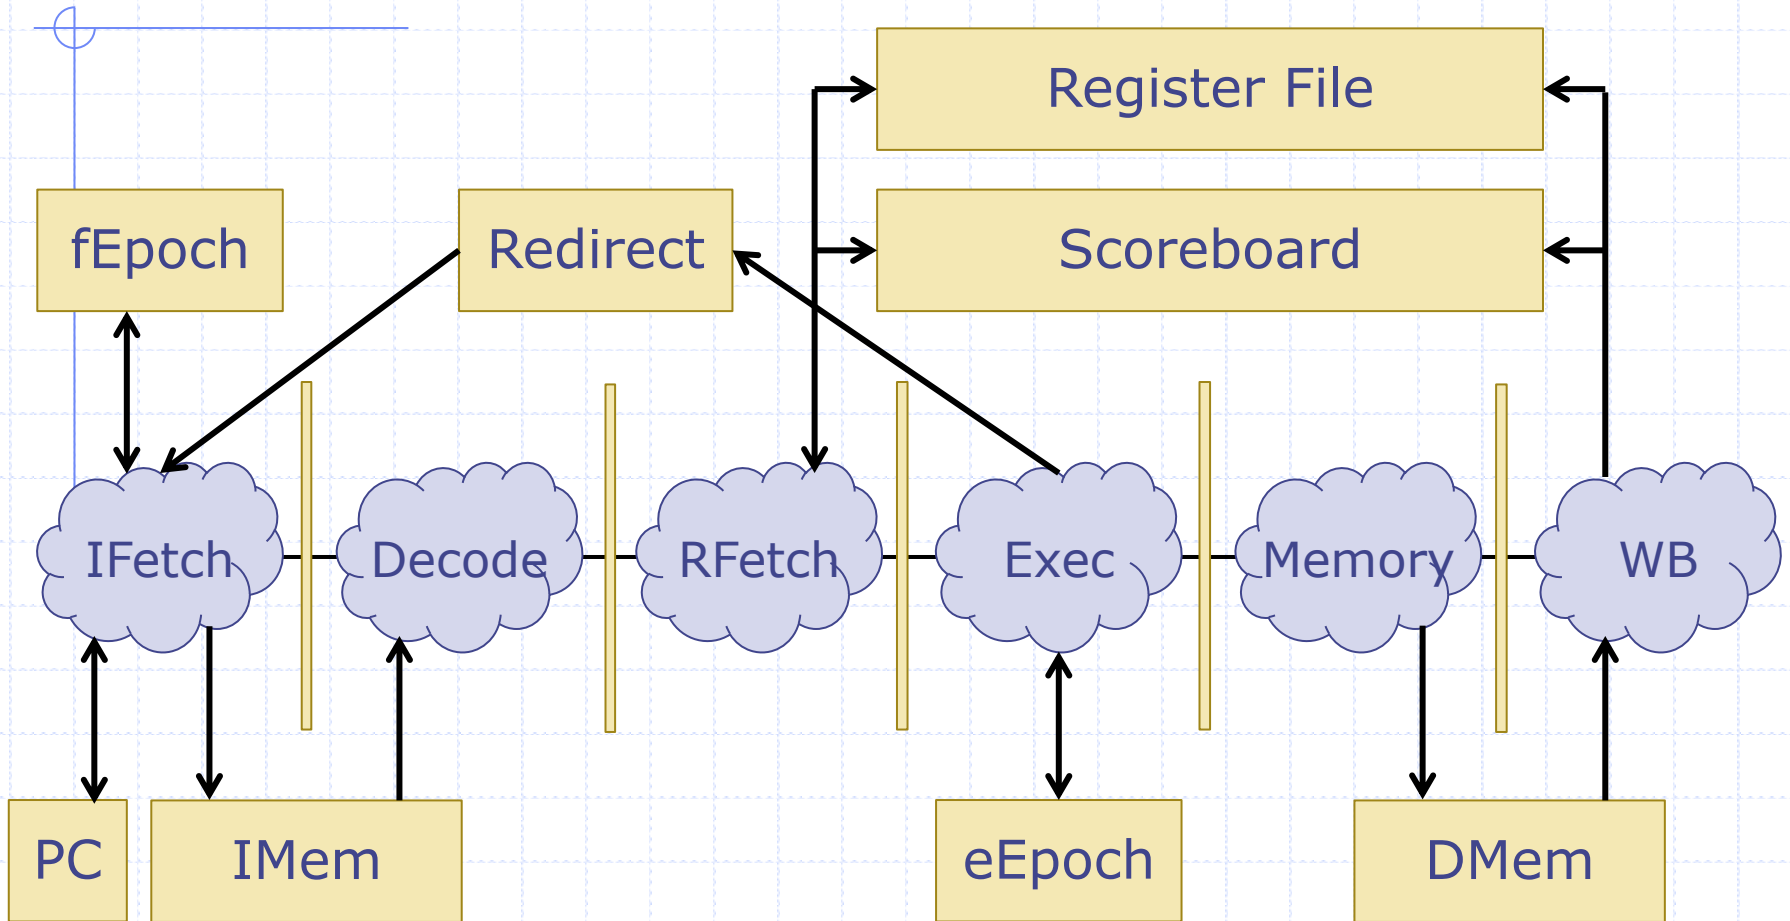 Register File
fEpoch
Redirect
Scoreboard
IFetch
Decode
RFetch
Exec
Memory
WB
PC
IMem
eEpoch
DMem